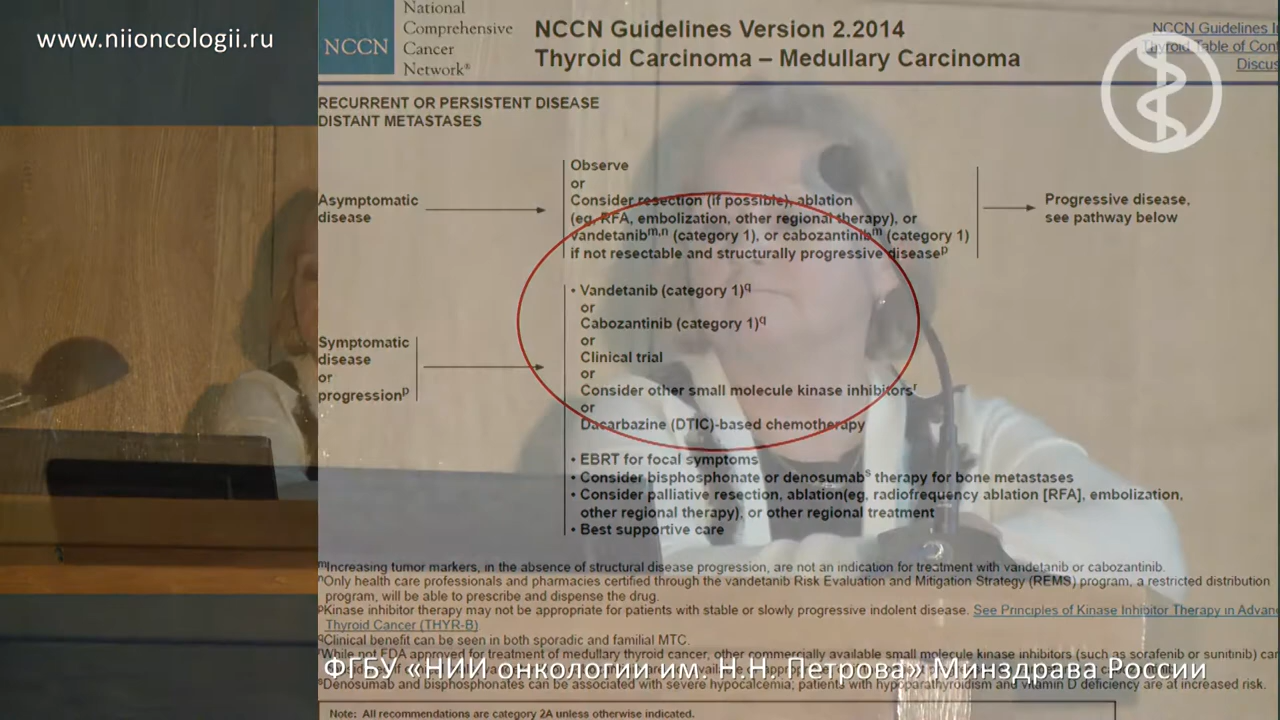 www.niioncologii.ru
NCCN
National
Comprehensive
Cancer
Network®
NCCN Guidelines Version 2.2014
Thyroid Carcinoma – Medullary Carcinoma
NCCN Guidelines
Thyroid Table of
RECURRENT OR PERSISTENT DISEASE
DISTANT METASTASES
Asymptomatic
disease
Observe
or
Consider resection (if possible), ablation
(eg, RFA, embolization, other regional therapy), or
vandetanibm,n (category 1), or cabozantinibm (category 1)
if not resectable and structurally progressive diseasep
Progressive disease,
see pathway below
Symptomatic
disease
or
progressionp
• Vandetanib (category 1)q
or
Cabozantinib (category 1)q
or
Clinical trial
or
Consider other small molecule kinase inhibitorsr
or
Dacarbazine (DTIC)-based chemotherapy
• EBRT for focal symptoms
• Consider bisphosphonate or denosumabs therapy for bone metastases
• Consider palliative resection, ablation(eg, radiofrequency ablation [RFA], embolization,
other regional therapy), or other regional treatment
• Best supportive care
mIncreasing tumor markers, in the absence of structural disease progression, are not an indication for treatment with vandetanib or cabozantinib.
nOnly health care professionals and pharmacies certified through the vandetanib Risk Evaluation and Mitigation Strategy (REMS) program, a restricted distribution
program, will be able to prescribe and dispense the drug.
pKinase inhibitor therapy may not be appropriate for patients with stable or slowly progressive indolent disease. See Principles of Kinase Inhibitor Therapy in
Thyroid Cancer (THYR-B)
qClinical benefit can be seen in both sporadic and familial MTC.
rWhile not FDA approved for treatment of medullary thyroid cancer, other commercially available small molecule kinase inhibitors (such as sorafenib or sunitinib)
ФГБУ «НИИ онкологии им. Н.Н. Петрова» Минздрава России
sDenosumab and bisphosphonates can be associated with severe hypocalcemia; patients with hypoparathyroidism and vitamin D deficiency are at increased risk.
Note: All recommendations are category 2A unless otherwise indicated.